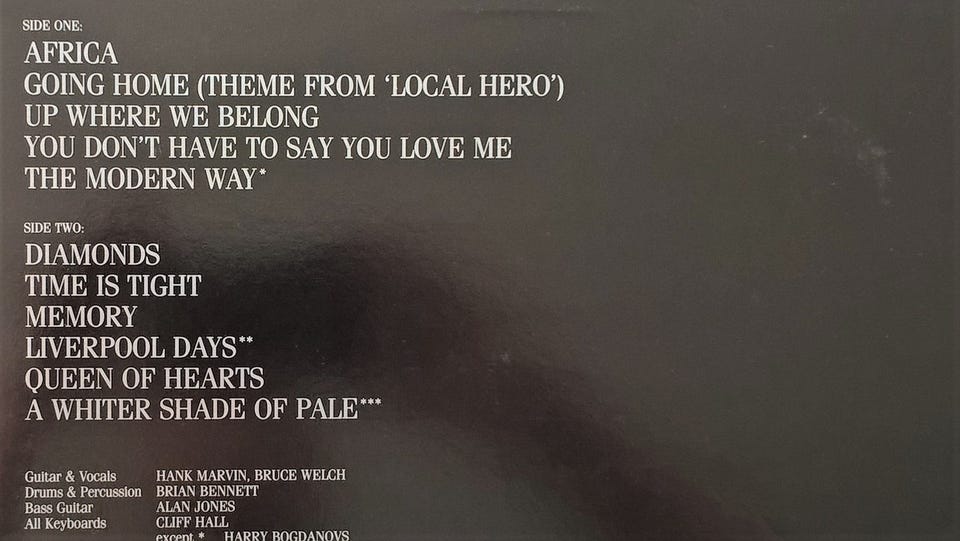 SIDE ONE:
AFRICA
GOING HOME (THEME FROM ‘LOCAL HERO’)
UP WHERE WE BELONG
YOU DON’T HAVE TO SAY YOU LOVE ME
THE MODERN WAY*
SIDE TWO:
DIAMONDS
TIME IS TIGHT
MEMORY
LIVERPOOL DAYS**
QUEEN OF HEARTS
A WHITER SHADE OF PALE***
Guitar & Vocals HANK MARVIN, BRUCE WELCH
Drums & Percussion BRIAN BENNETT
Bass Guitar ALAN JONES
All Keyboards CLIFF HALL
except * HARRY BOGDANOVS